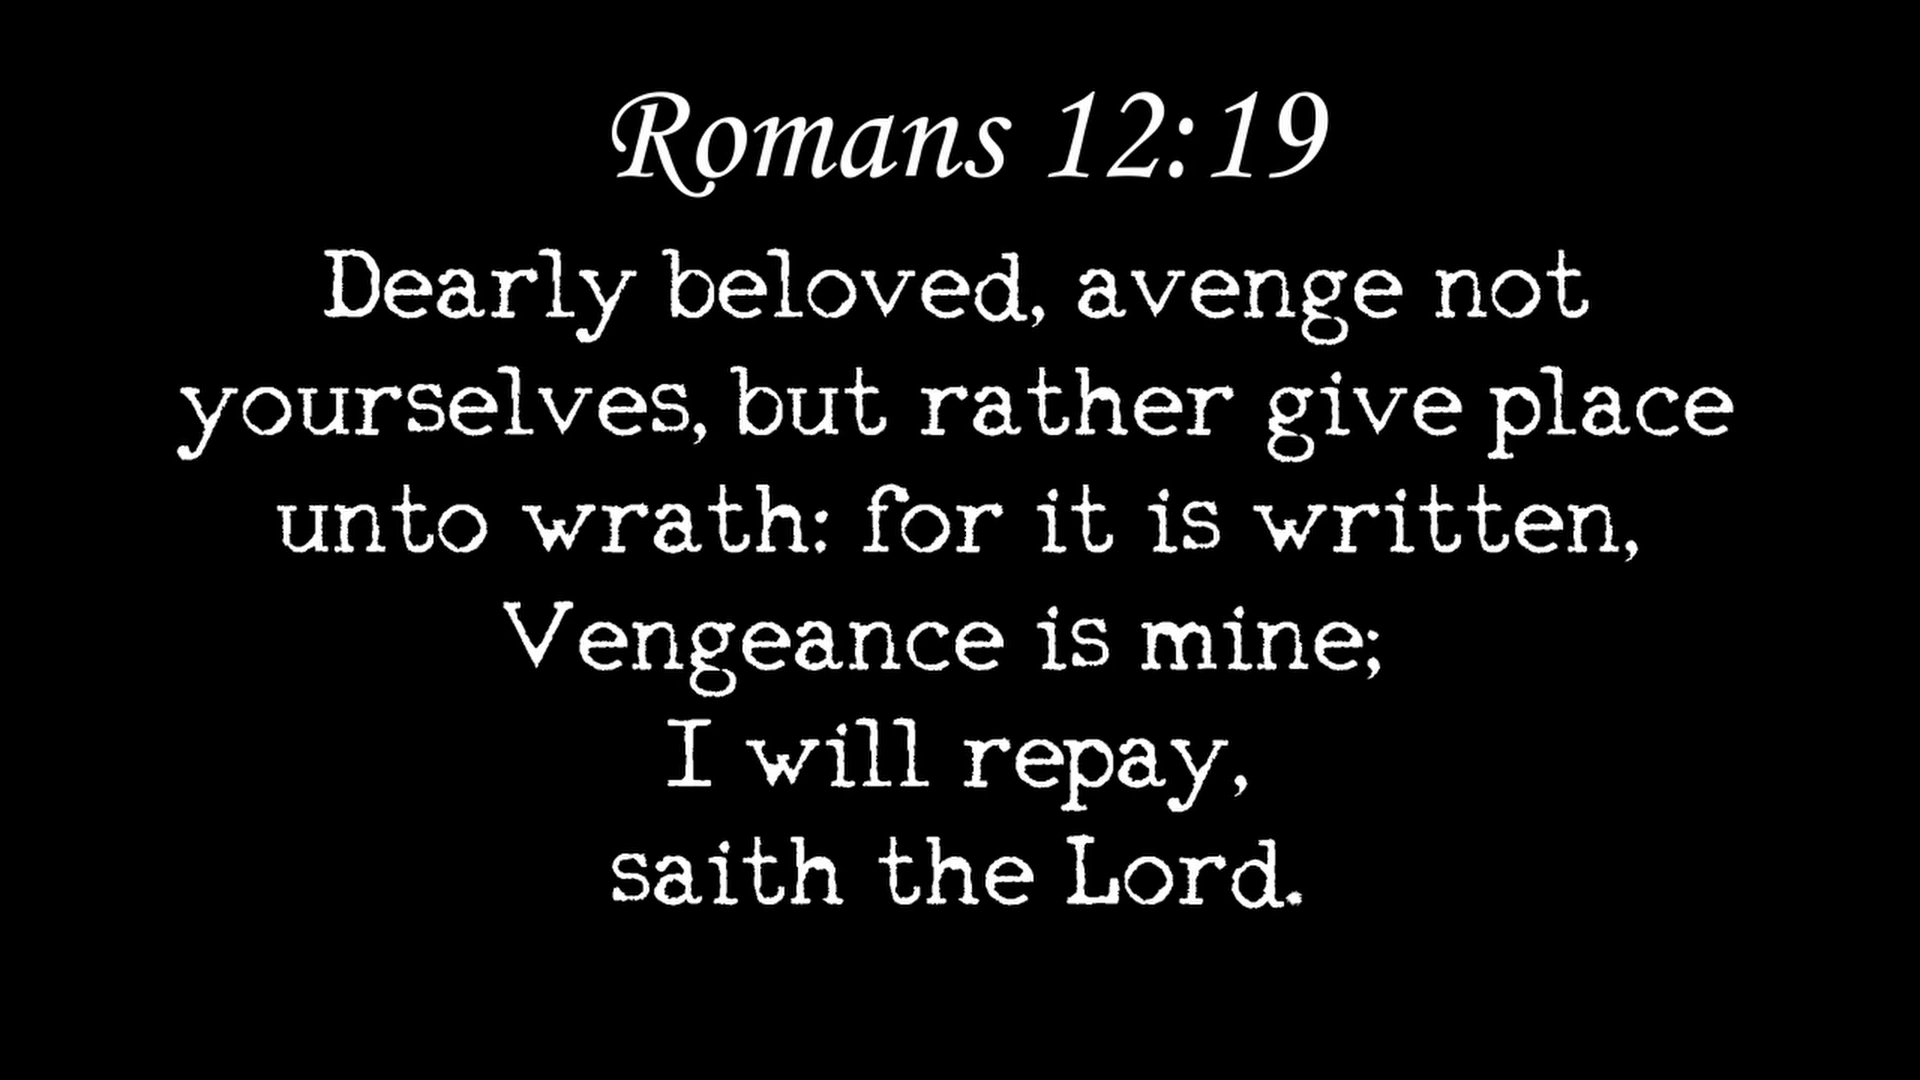 Romans 12:19
Dearly beloved, avenge not
yourselves, but rather give place
unto wrath: for it is written,
Vengeance is mine;
I will repay,
saith the Lord.